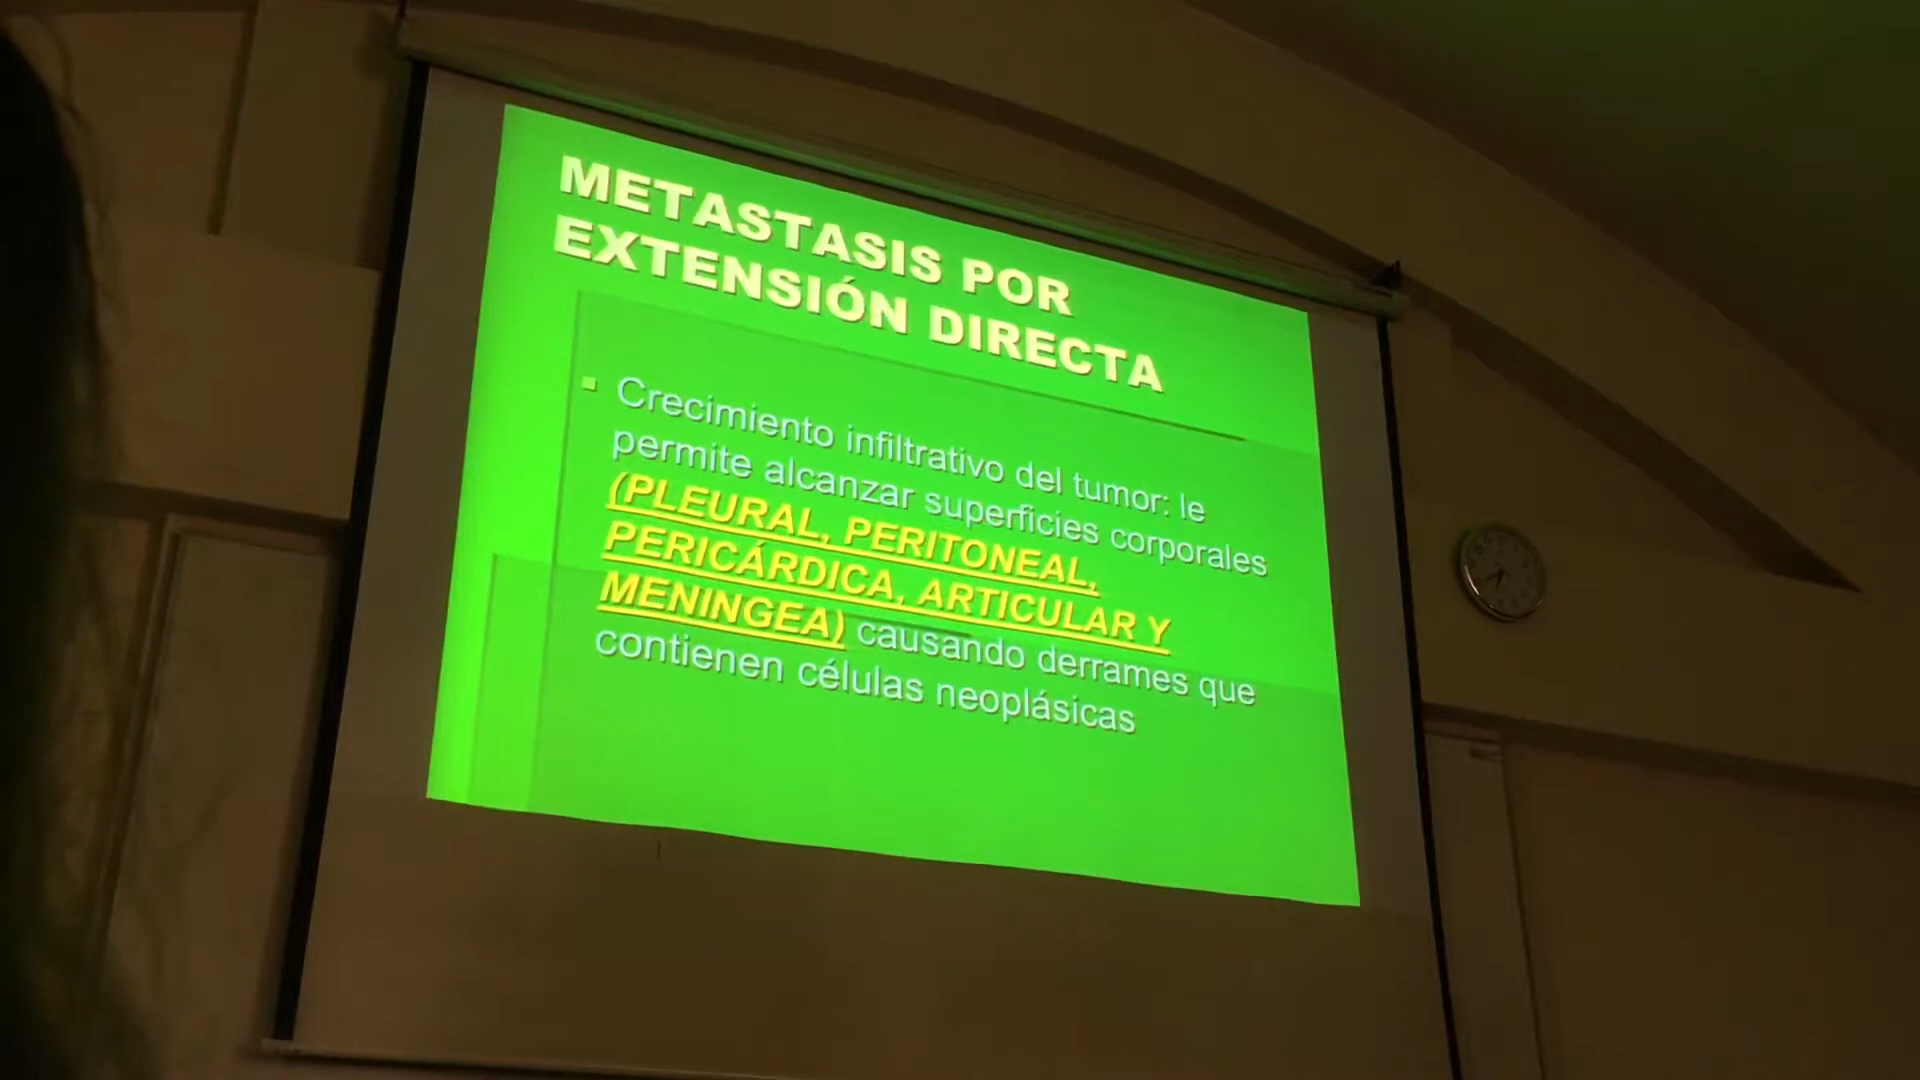 METASTASIS POR
EXTENSIÓN DIRECTA
Crecimiento infiltrativo del tumor: le
permite alcanzar superficies corporales
(PLEURAL, PERITONEAL,
PERICÁRDICA, ARTICULAR Y
MENINGEA) causando derrames que
contienen células neoplásicas